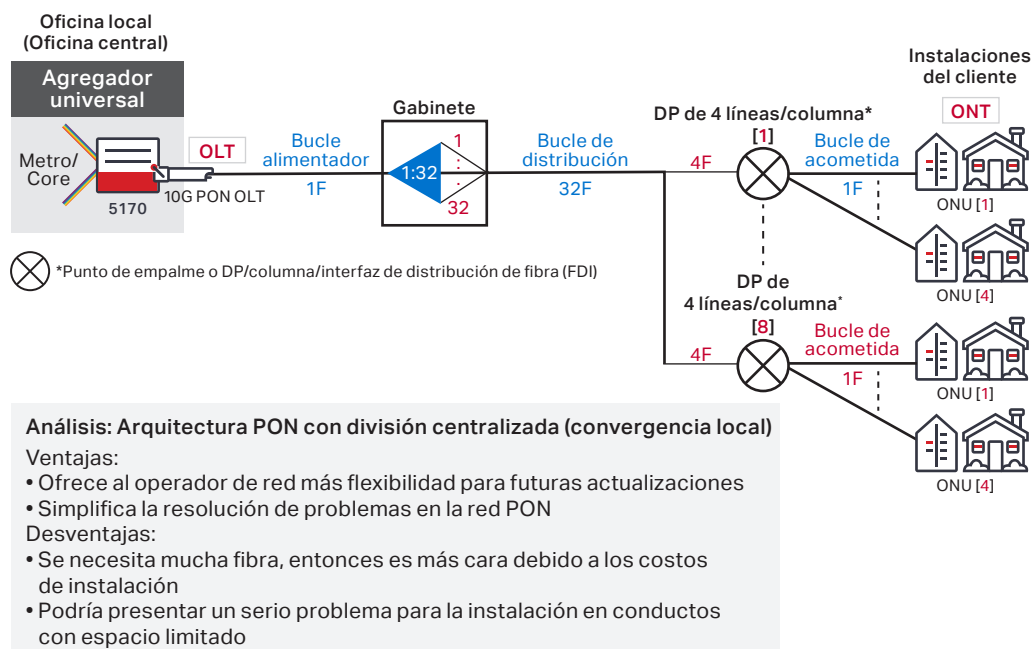 Oficina local
(Oficina central)
Agregador
universal
Metro/
Core
5170
OLT
10G PON OLT
Bucle
alimentador
1F
Gabinete
1:32
1
32
Bucle de
distribución
32F
DP de 4 líneas/columna*
[1]
4F
Bucle de
acometida
1F
Instalaciones
del cliente
ONT
ONU [1]
ONU [4]
*Punto de empalme o DP/columna/interfaz de distribución de fibra (FDI)
DP de
4 líneas/columna*
[8]
4F
Bucle de
acometida
1F
ONU [1]
ONU [4]
Análisis: Arquitectura PON con división centralizada (convergencia local)
Ventajas:
• Ofrece al operador de red más flexibilidad para futuras actualizaciones
• Simplifica la resolución de problemas en la red PON
Desventajas:
• Se necesita mucha fibra, entonces es más cara debido a los costos
de instalación
• Podría presentar un serio problema para la instalación en conductos
con espacio limitado